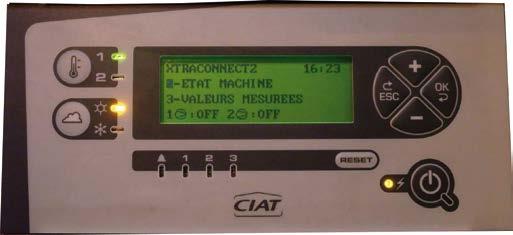 XTRACONNECT2 16:23
-ETAT MACHINE
3-VALEURS MESUREES
1 :OFF 2 :OFF
1
2
+
ESC
OK
-
1 2 3
RESET
CIAT